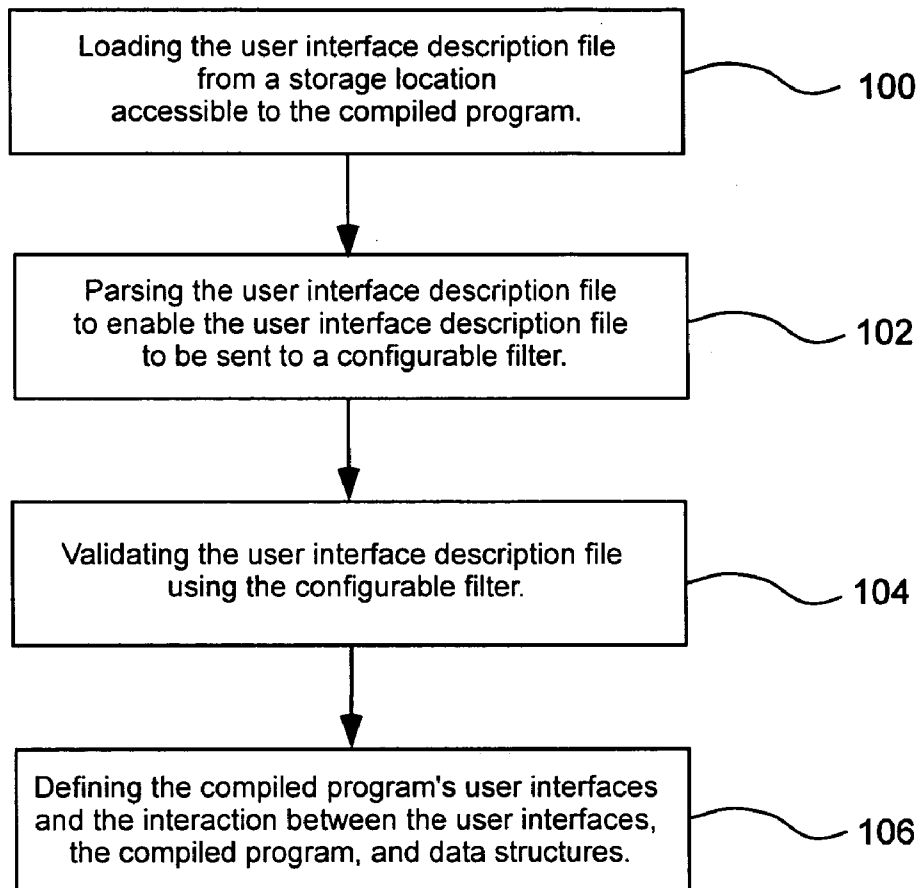 Loading the user interface description file
from a storage location
accessible to the compiled program.
100
Parsing the user interface description file
to enable the user interface description file
to be sent to a configurable filter.
102
Validating the user interface description file
using the configurable filter.
104
Defining the compiled program's user interfaces
and the interaction between the user interfaces,
the compiled program, and data structures.
106